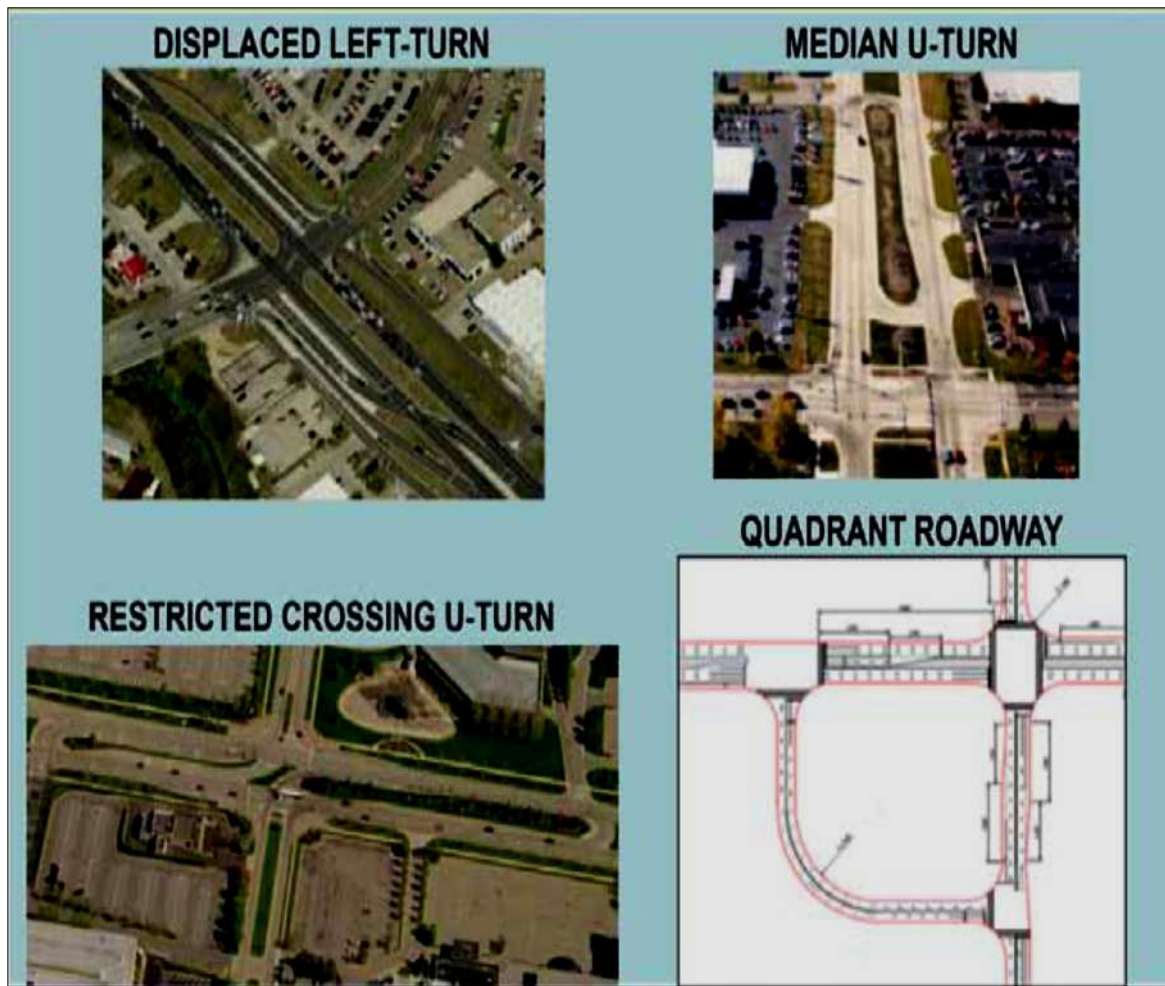 DISPLACED LEFT-TURN
MEDIAN U-TURN
QUADRANT ROADWAY
RESTRICTED CROSSING U-TURN